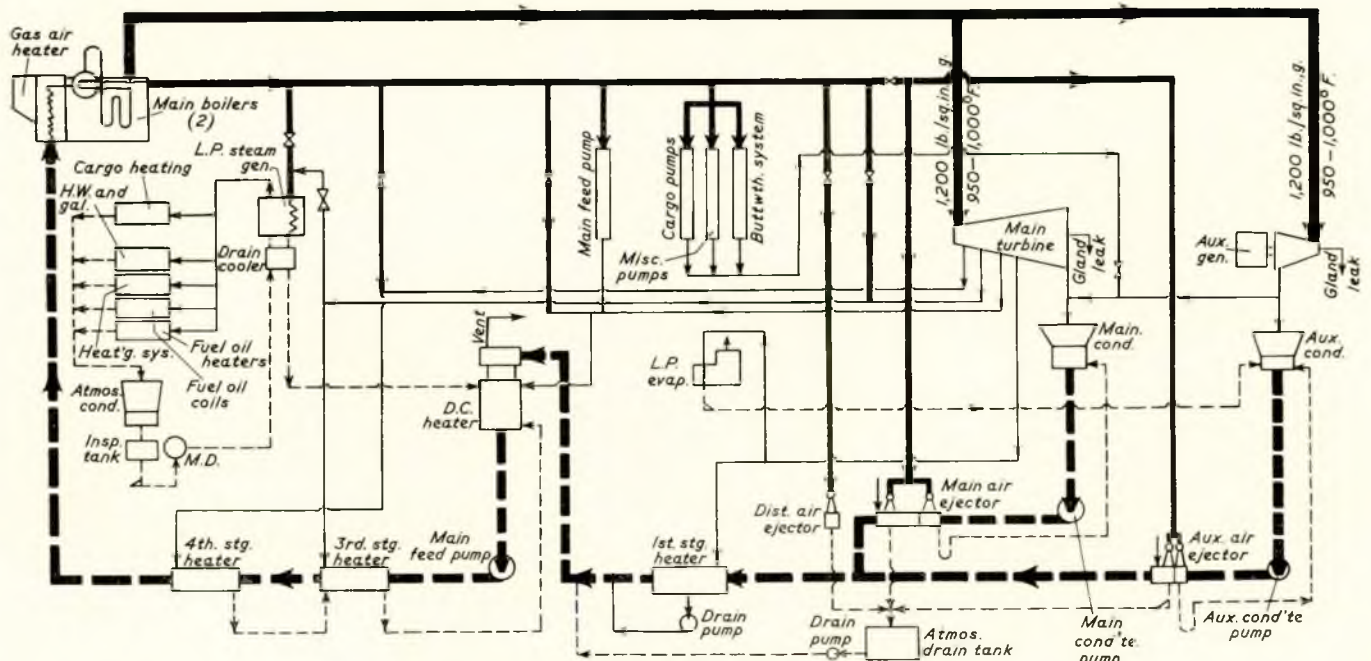 Gas air
heater
Main boilers
(2)
L.P. steam
gen.
Cargo heating
H.W. and
gal.
Drain
cooler
Heat'g. sys.
Fuel oil
heaters
Fuel oil
coils
Atmos.
cond.
Insp.
tank
M.D.
Vent
D.C.
heater
Main feed pump
Cargo pumps
Misc.
pumps
Buttwth. system
L.P.
evap.
1,200 lb./sq.in.,g.
950–1,000°F.
Main
turbine
Gland
leak
Main.
cond.
1,200 lb./sq.in.,g.
950–1,000°F.
Aux.
gen.
Gland
leak
Aux.
cond.
4th. stg.
heater
3rd. stg.
heater
Main
feed pump
1st. stg.
heater
Drain
pump
Dist. air
ejector
Main air
ejector
Aux. air
ejector
Drain
pump
Atmos.
drain tank
Main
cond'te.
pump
Aux. cond'te
pump